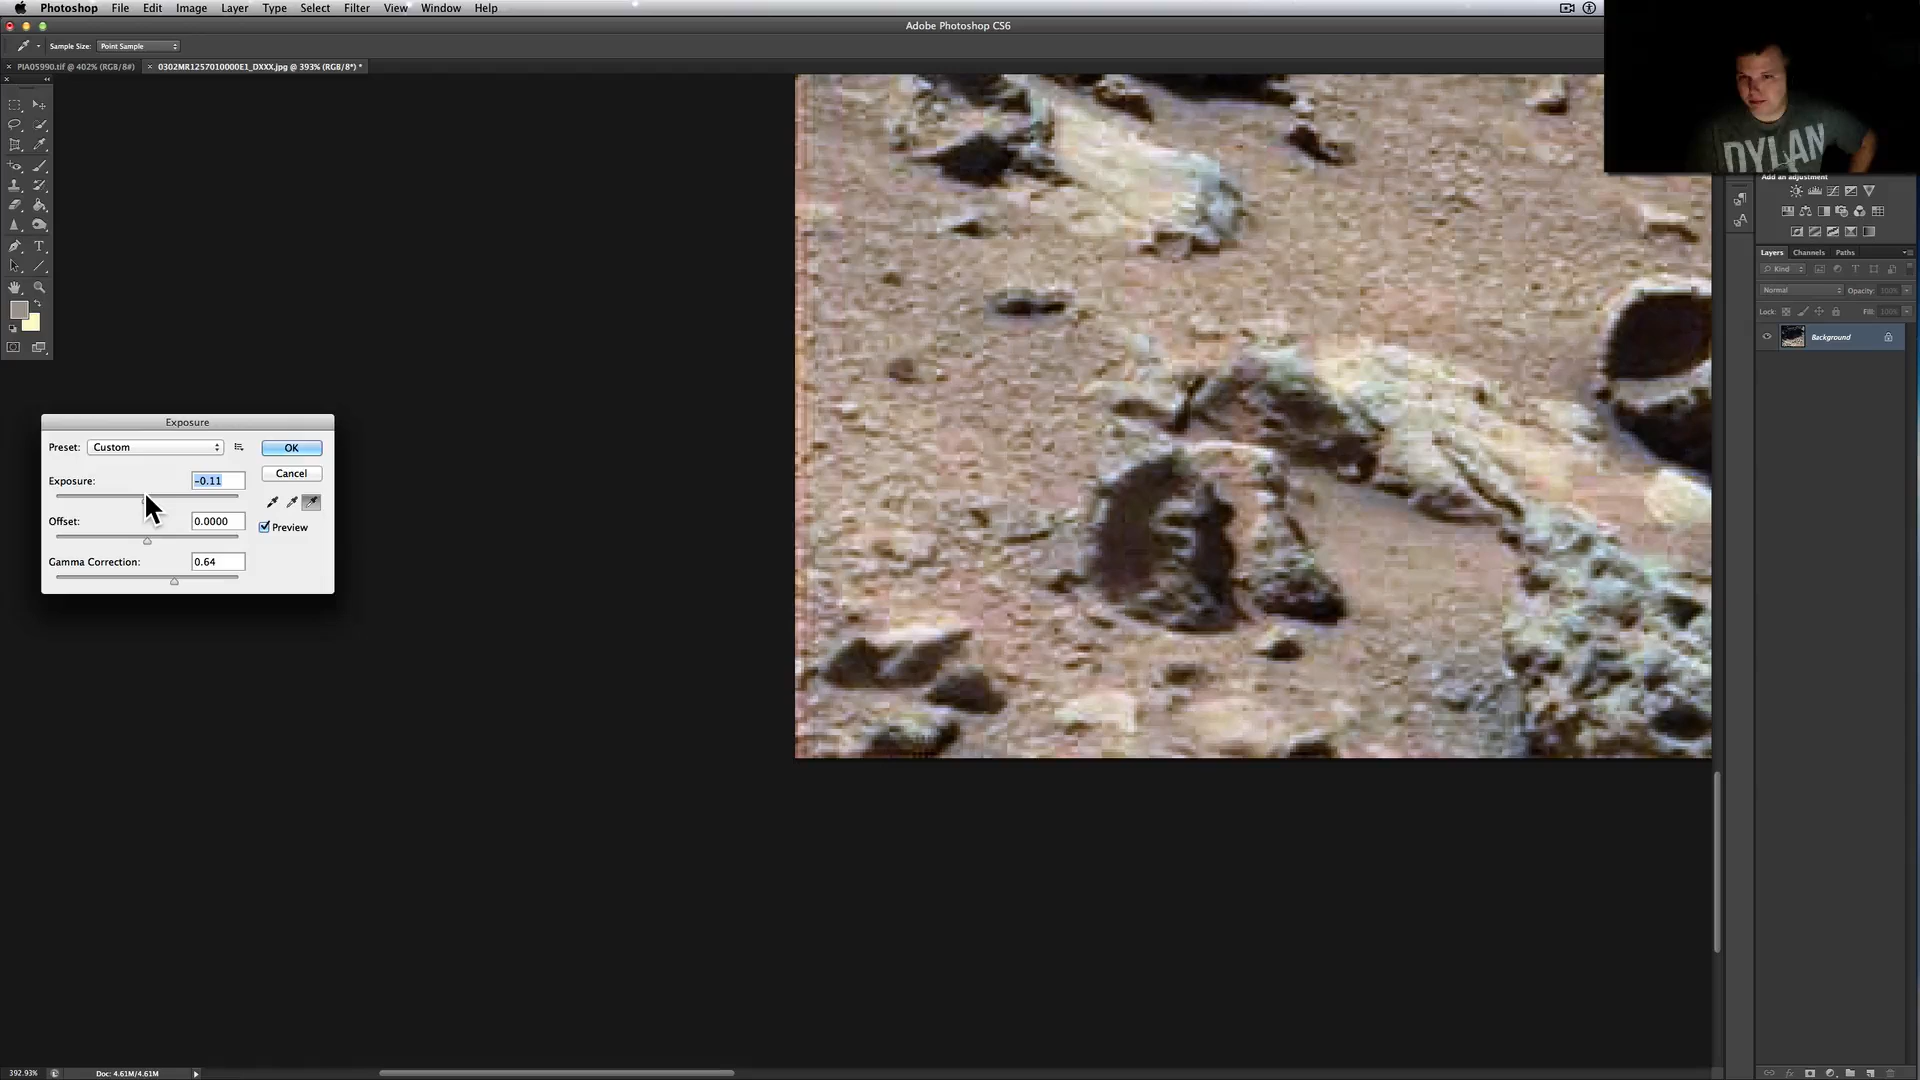 Photoshop File Edit Image Layer Type Select Filter View Window Help
Adobe Photoshop CS6
Sample Size: Point Sample
PIA05990.tif @ 402% (RGB/8#)
0302MR1257010000E1_DXXX.jpg @ 393% (RGB/8*) *
DYLAN
Add an adjustment
Layers Channels Paths
Kind
Normal Opacity: 100%
Lock: Fill: 100%
Background
Exposure
Preset: Custom OK
Cancel
Exposure: -0.11
Offset: 0.0000
Preview
Gamma Correction: 0.64
392.93% Doc: 4.61M/4.61M